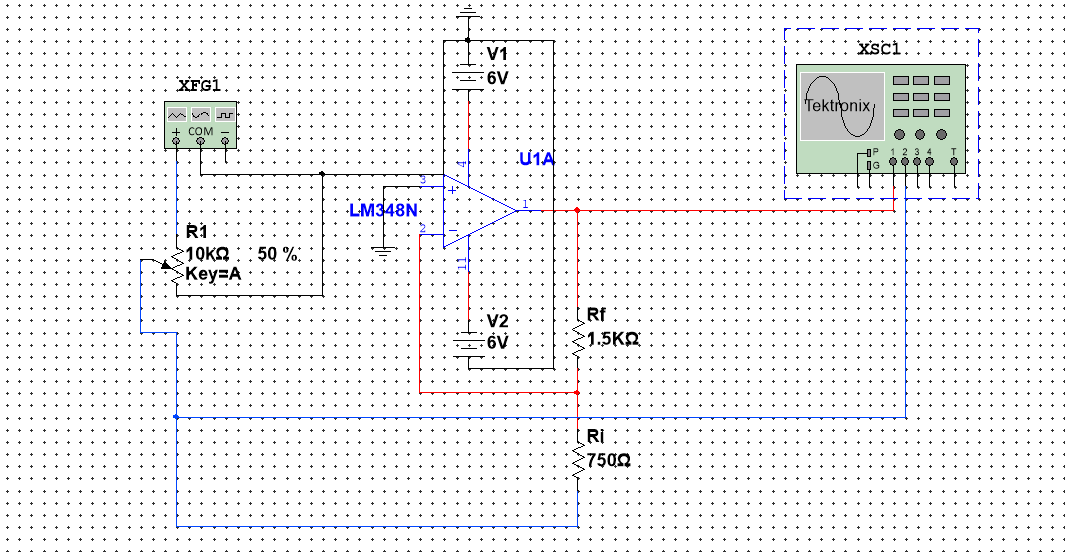 XFG1
+ COM −
R1
10kΩ 50 %
Key=A
V1
6V
4
U1A
3
+
LM348N
1
2
−
11
V2
6V
Rf
1.5KΩ
Ri
750Ω
XSC1
Tektronix
P
G
1 2 3 4 T